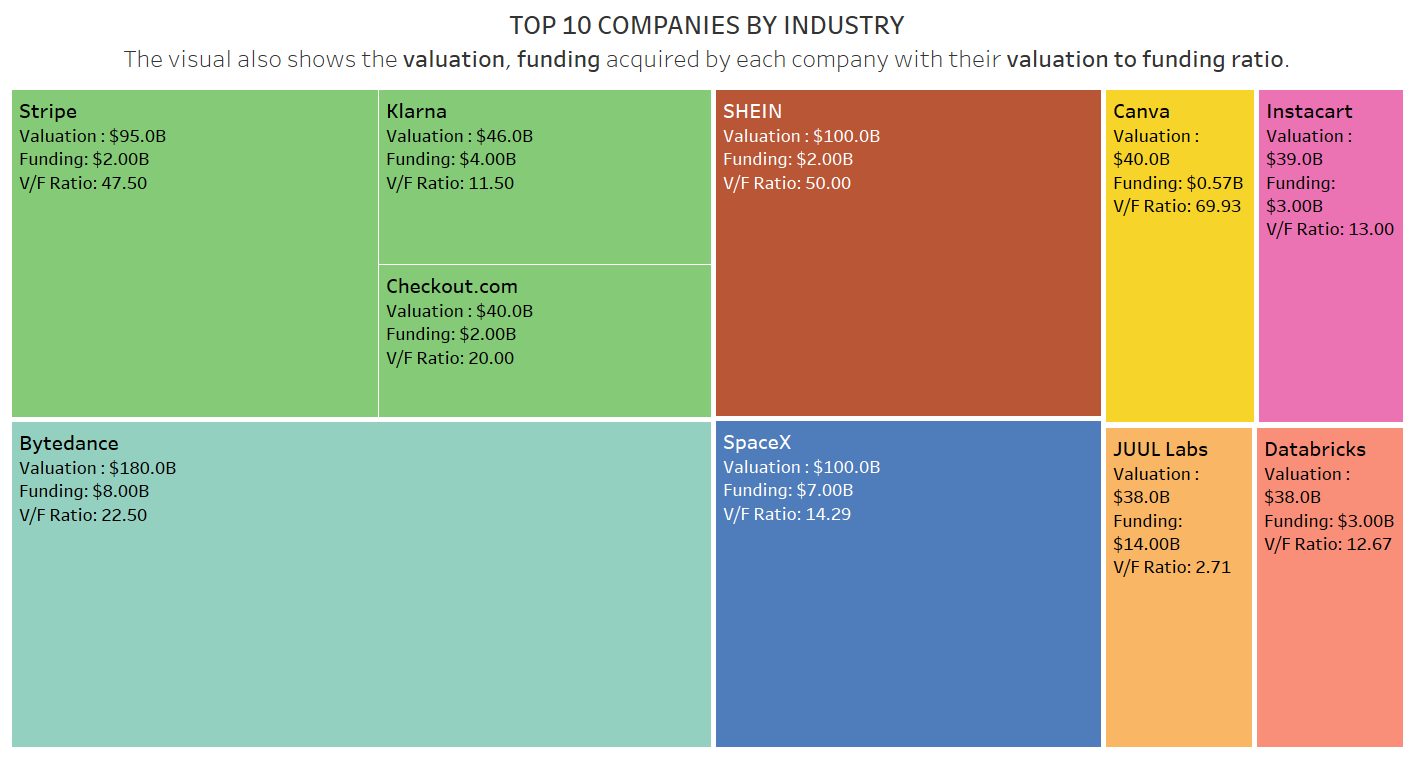 TOP 10 COMPANIES BY INDUSTRY
The visual also shows the valuation, funding acquired by each company with their valuation to funding ratio.
Stripe
Valuation : $95.0B
Funding: $2.00B
V/F Ratio: 47.50
Klarna
Valuation : $46.0B
Funding: $4.00B
V/F Ratio: 11.50
Checkout.com
Valuation : $40.0B
Funding: $2.00B
V/F Ratio: 20.00
Bytedance
Valuation : $180.0B
Funding: $8.00B
V/F Ratio: 22.50
SHEIN
Valuation : $100.0B
Funding: $2.00B
V/F Ratio: 50.00
SpaceX
Valuation : $100.0B
Funding: $7.00B
V/F Ratio: 14.29
Canva
Valuation :
$40.0B
Funding: $0.57B
V/F Ratio: 69.93
Instacart
Valuation :
$39.0B
Funding:
$3.00B
V/F Ratio: 13.00
JUUL Labs
Valuation :
$38.0B
Funding:
$14.00B
V/F Ratio: 2.71
Databricks
Valuation :
$38.0B
Funding: $3.00B
V/F Ratio: 12.67